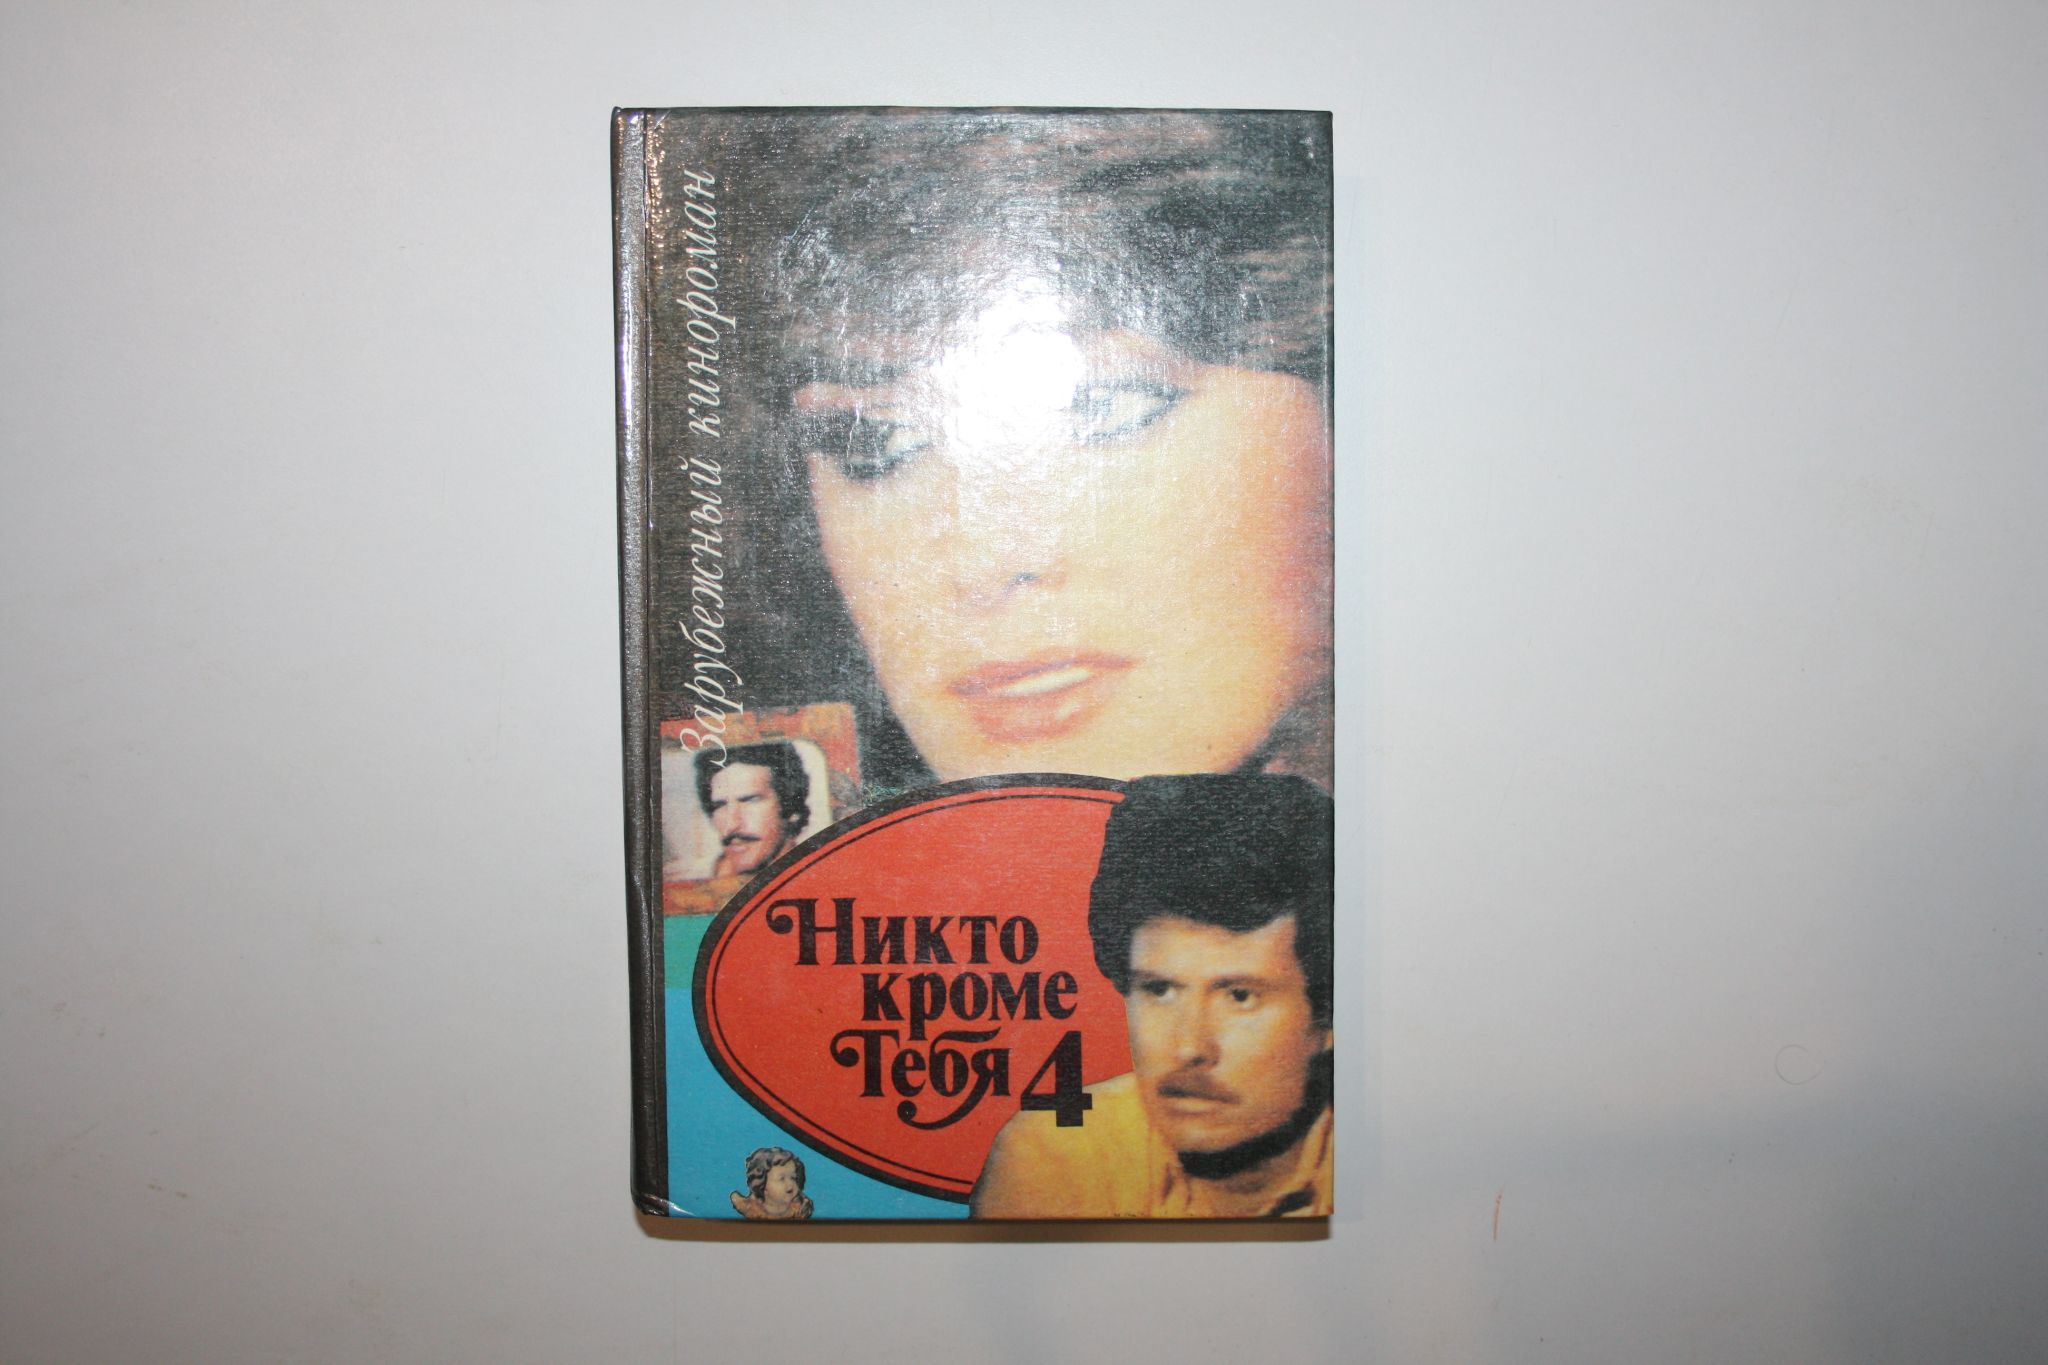 Зарубежный кинороман
Никто
кроме
Тебя 4